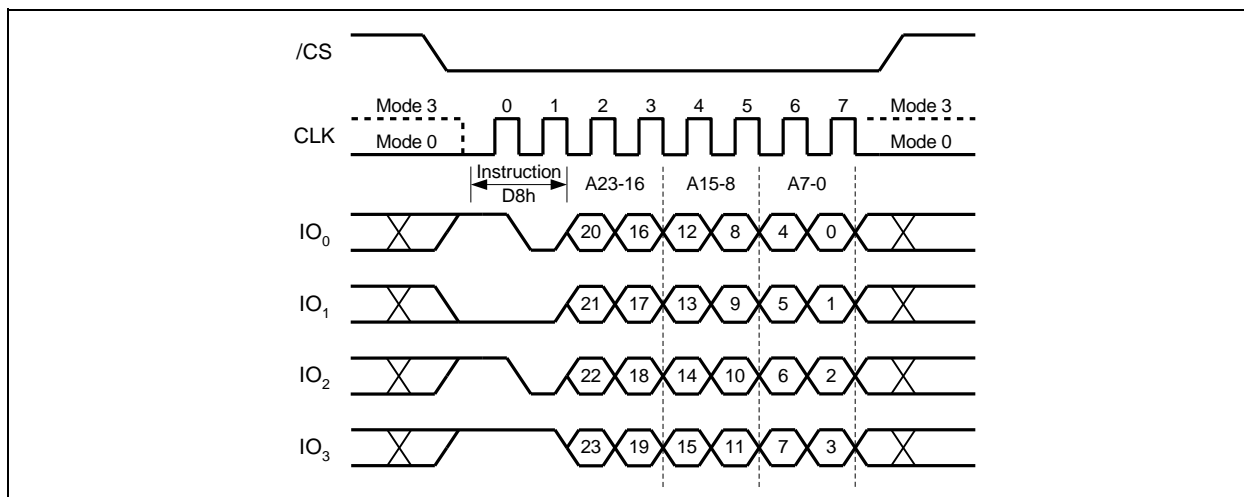 /CS
Mode 3 0 1 2 3 4 5 6 7 Mode 3
CLK Mode 0 Mode 0
Instruction A23-16 A15-8 A7-0
D8h
IO0 20 16 12 8 4 0
IO1 21 17 13 9 5 1
IO2 22 18 14 10 6 2
IO3 23 19 15 11 7 3